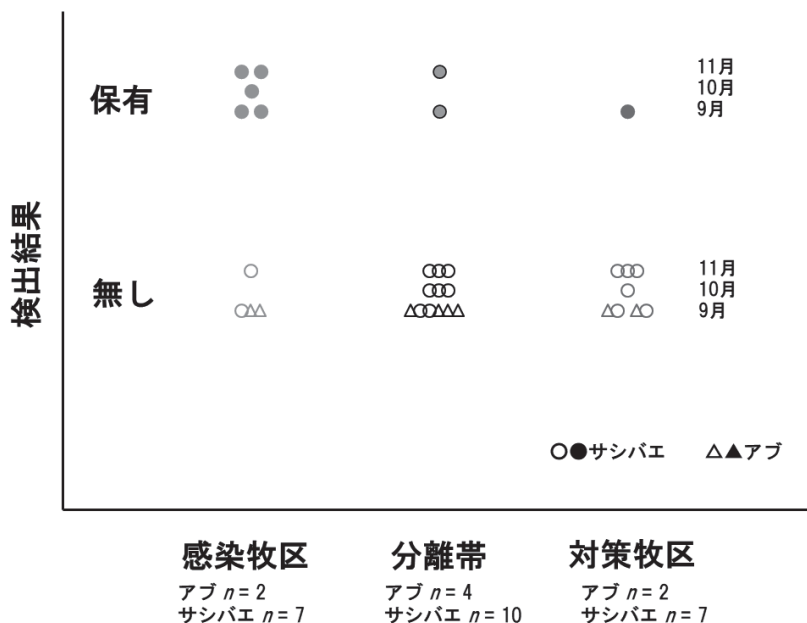 検出結果
保有
11月
10月
9月
無し
11月
10月
9月
○●サシバエ △▲アブ
感染牧区 分離帯 対策牧区
アブ n = 2 アブ n = 4 アブ n = 2
サシバエ n = 7 サシバエ n = 10 サシバエ n = 7